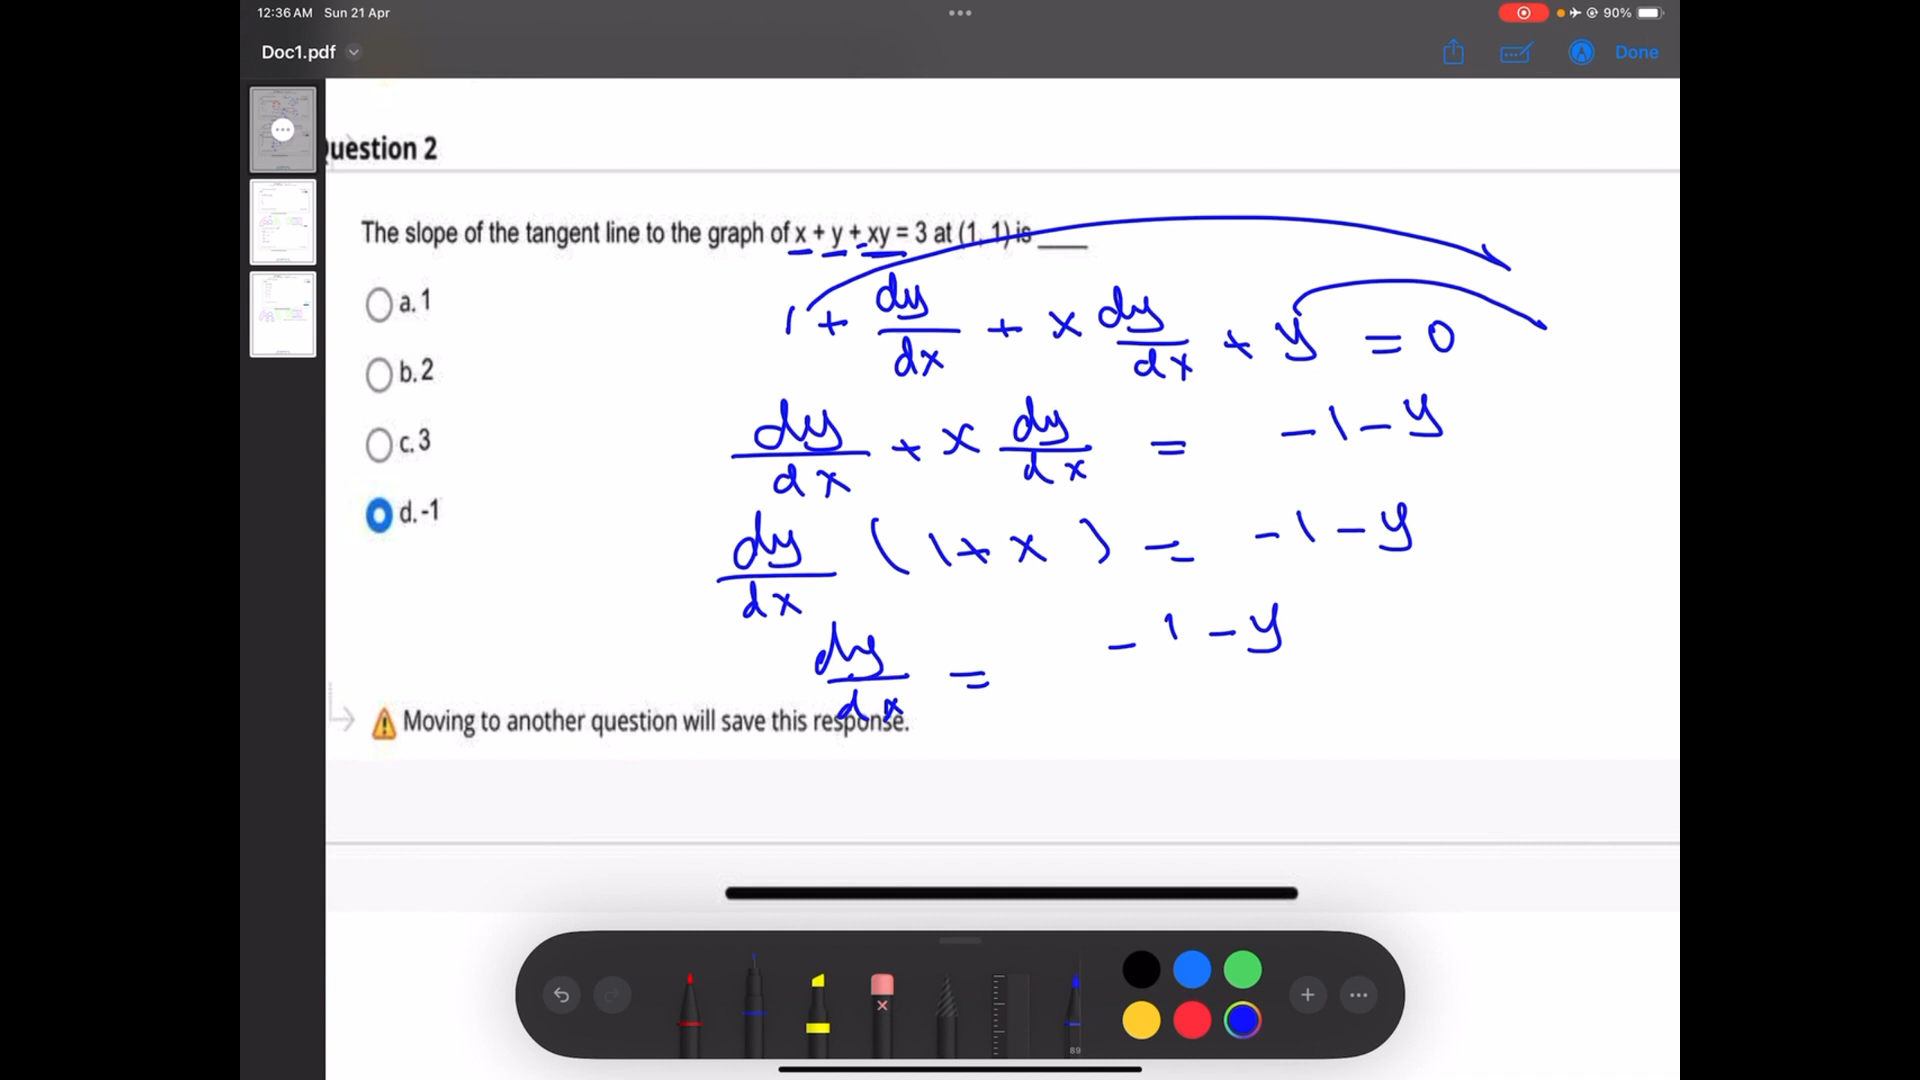 12:36 AM Sun 21 Apr
90%
Doc1.pdf
Done
uestion 2
The slope of the tangent line to the graph of x + y + xy = 3 at (1, 1) is ____
a. 1
b. 2
c. 3
d. -1
1 + dy/dx + x dy/dx + y = 0
dy/dx + x dy/dx = -1 - y
dy/dx (1 + x) = -1 - y
dy/dx = -1 - y
Moving to another question will save this response.
89